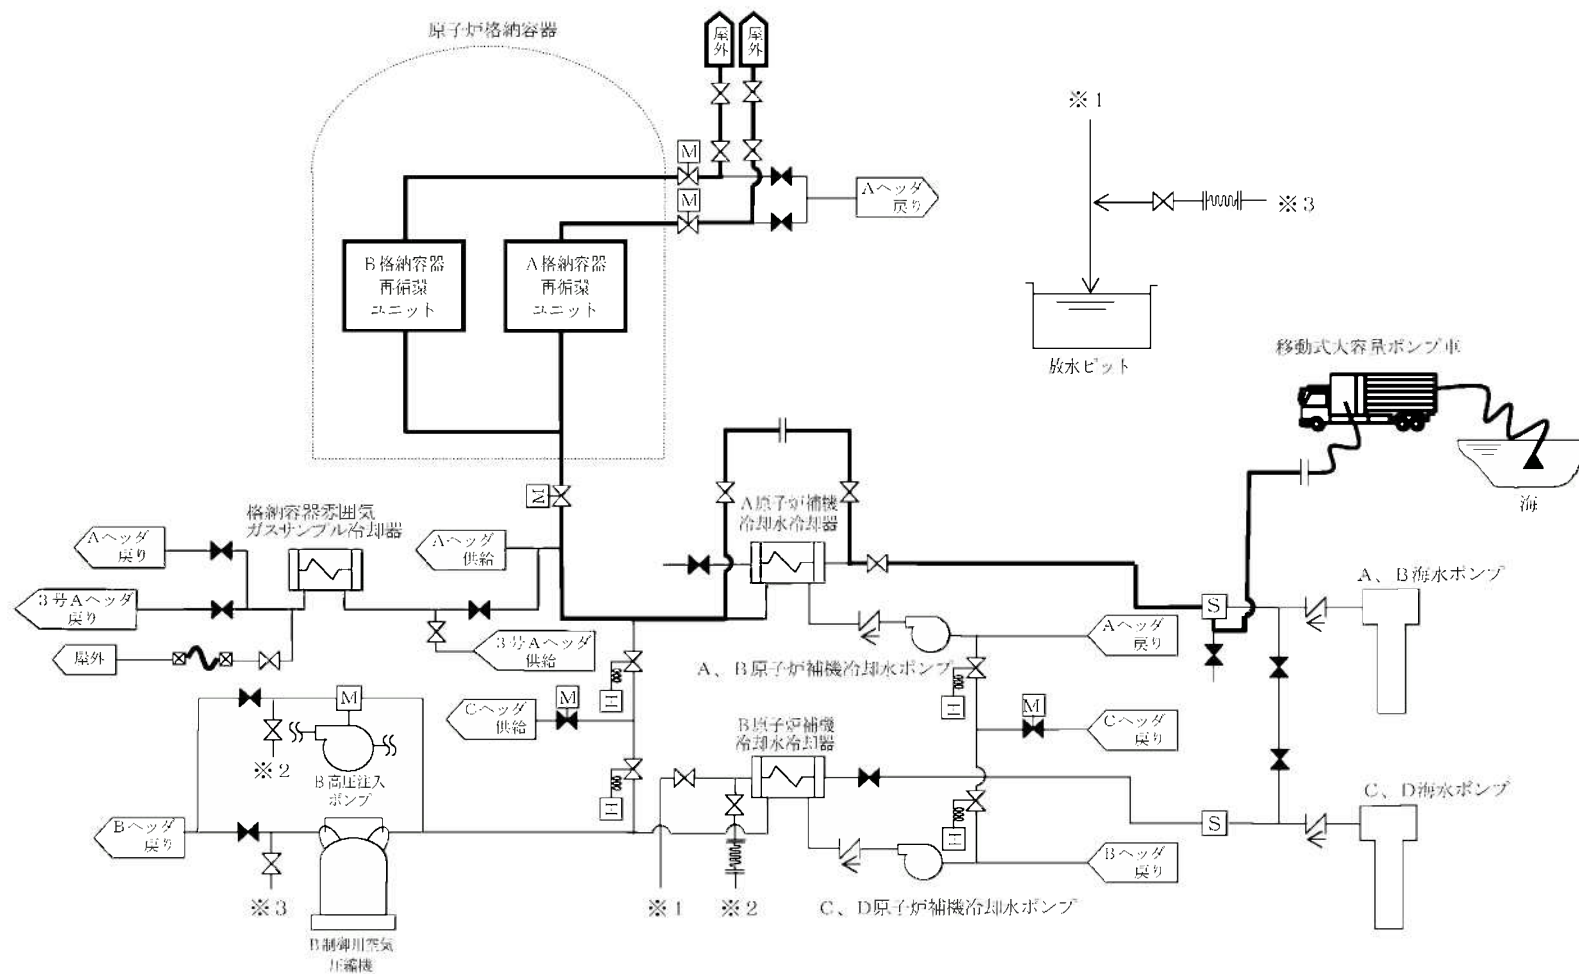 原子炉格納容器
屋外
屋外
M
M
Aヘッダ
戻り
※1
※3
放水ピット
B格納容器
再循環
ユニット
A格納容器
再循環
ユニット
移動式大容量ポンプ車
海
M
格納容器雰囲気
ガスサンプル冷却器
Aヘッダ
戻り
3号Aヘッダ
戻り
屋外
Aヘッダ
供給
3号Aヘッダ
供給
A原子炉補機
冷却水冷却器
A、B海水ポンプ
S
Aヘッダ
戻り
A、B原子炉補機冷却水ポンプ
H
H
M
Cヘッダ
供給
M
Cヘッダ
戻り
M
※2
B高圧注入
ポンプ
B原子炉補機
冷却水冷却器
C、D海水ポンプ
H
H
S
Bヘッダ
戻り
Bヘッダ
戻り
※3
※1
※2
C、D原子炉補機冷却水ポンプ
B制御用空気
圧縮機